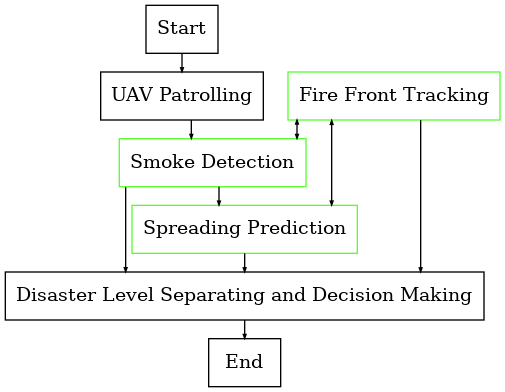 Start
UAV Patrolling
Fire Front Tracking
Smoke Detection
Spreading Prediction
Disaster Level Separating and Decision Making
End